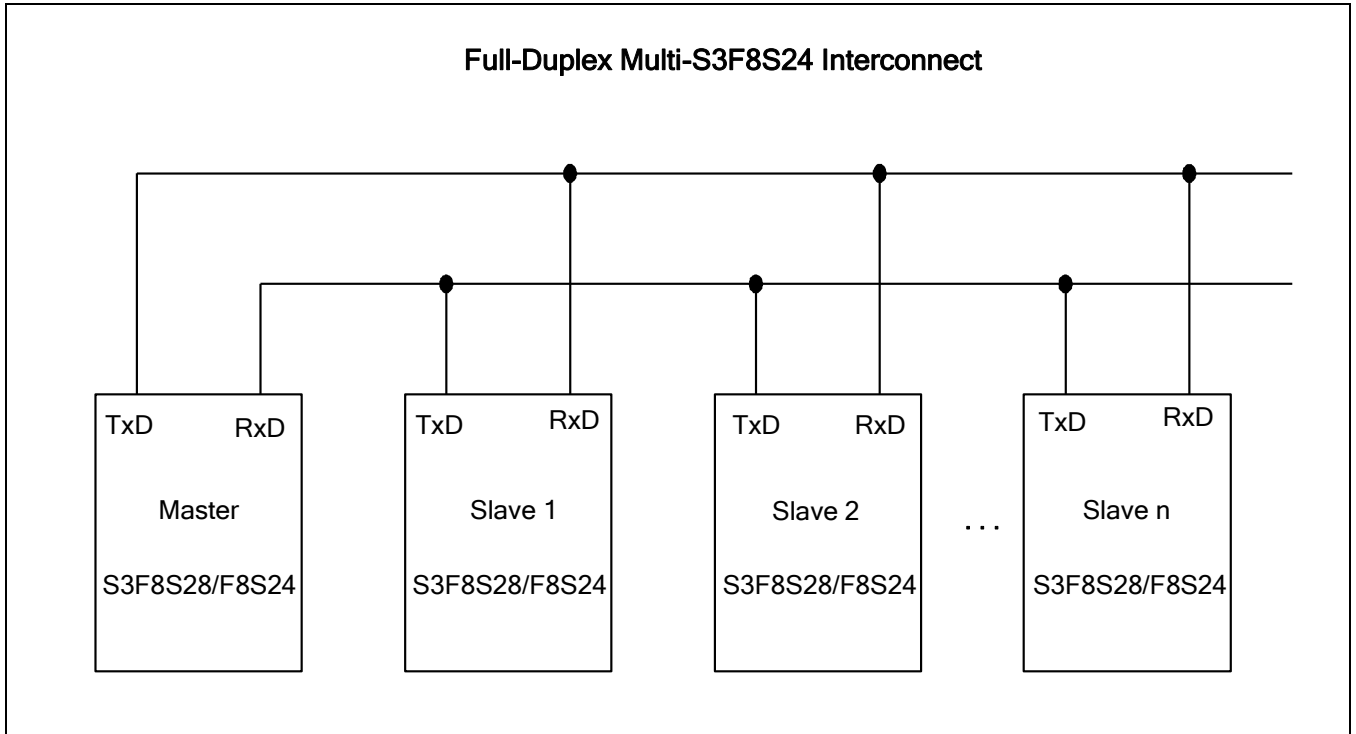 Full-Duplex Multi-S3F8S24 Interconnect
TxD RxD TxD RxD TxD RxD TxD RxD
Master Slave 1 Slave 2 . . . Slave n
S3F8S28/F8S24 S3F8S28/F8S24 S3F8S28/F8S24 S3F8S28/F8S24